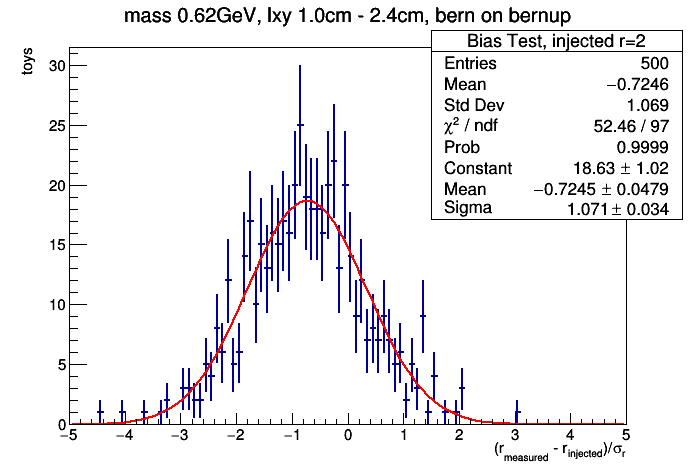 mass 0.62GeV, lxy 1.0cm - 2.4cm, bern on bernup
Bias Test, injected r=2
Entries 500
Mean −0.7246
Std Dev 1.069
χ² / ndf 52.46 / 97
Prob 0.9999
Constant 18.63 ± 1.02
Mean −0.7245 ± 0.0479
Sigma 1.071 ± 0.034
toys
30
25
20
15
10
5
0
−5 −4 −3 −2 −1 0 1 2 3 4 5
(r_measured - r_injected)/σ_r